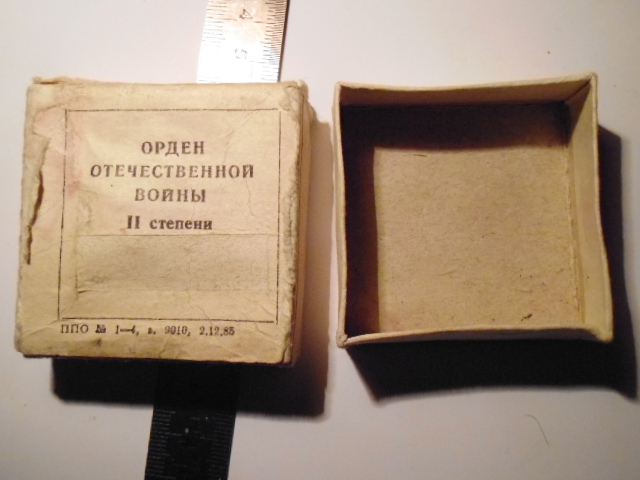 ОРДЕН
ОТЕЧЕСТВЕННОЙ
ВОЙНЫ
II степени
ППО № 1—4, з. 9010, 2.12.85